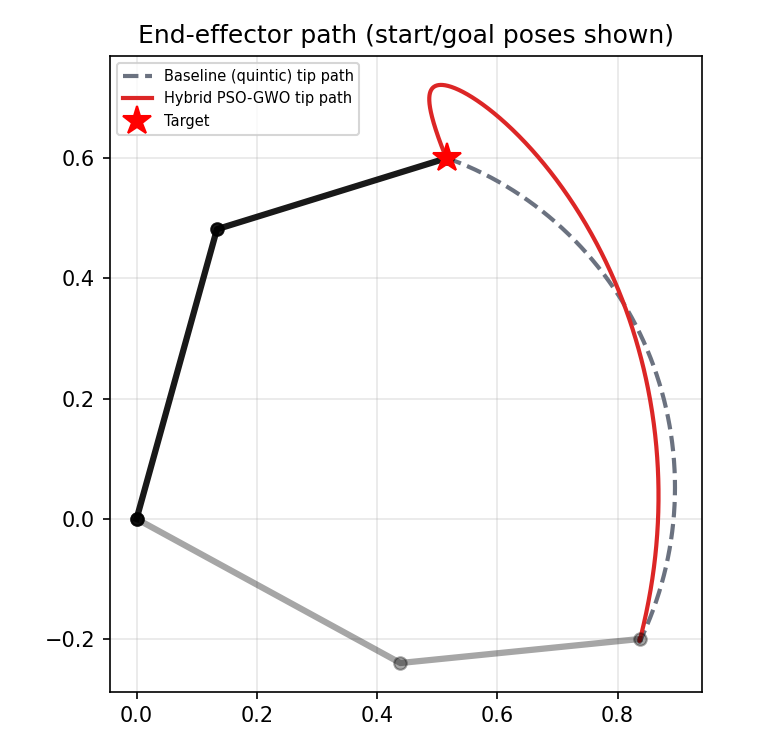 End-effector path (start/goal poses shown)
Baseline (quintic) tip path
Hybrid PSO-GWO tip path
Target
0.6
0.4
0.2
0.0
−0.2
0.0 0.2 0.4 0.6 0.8